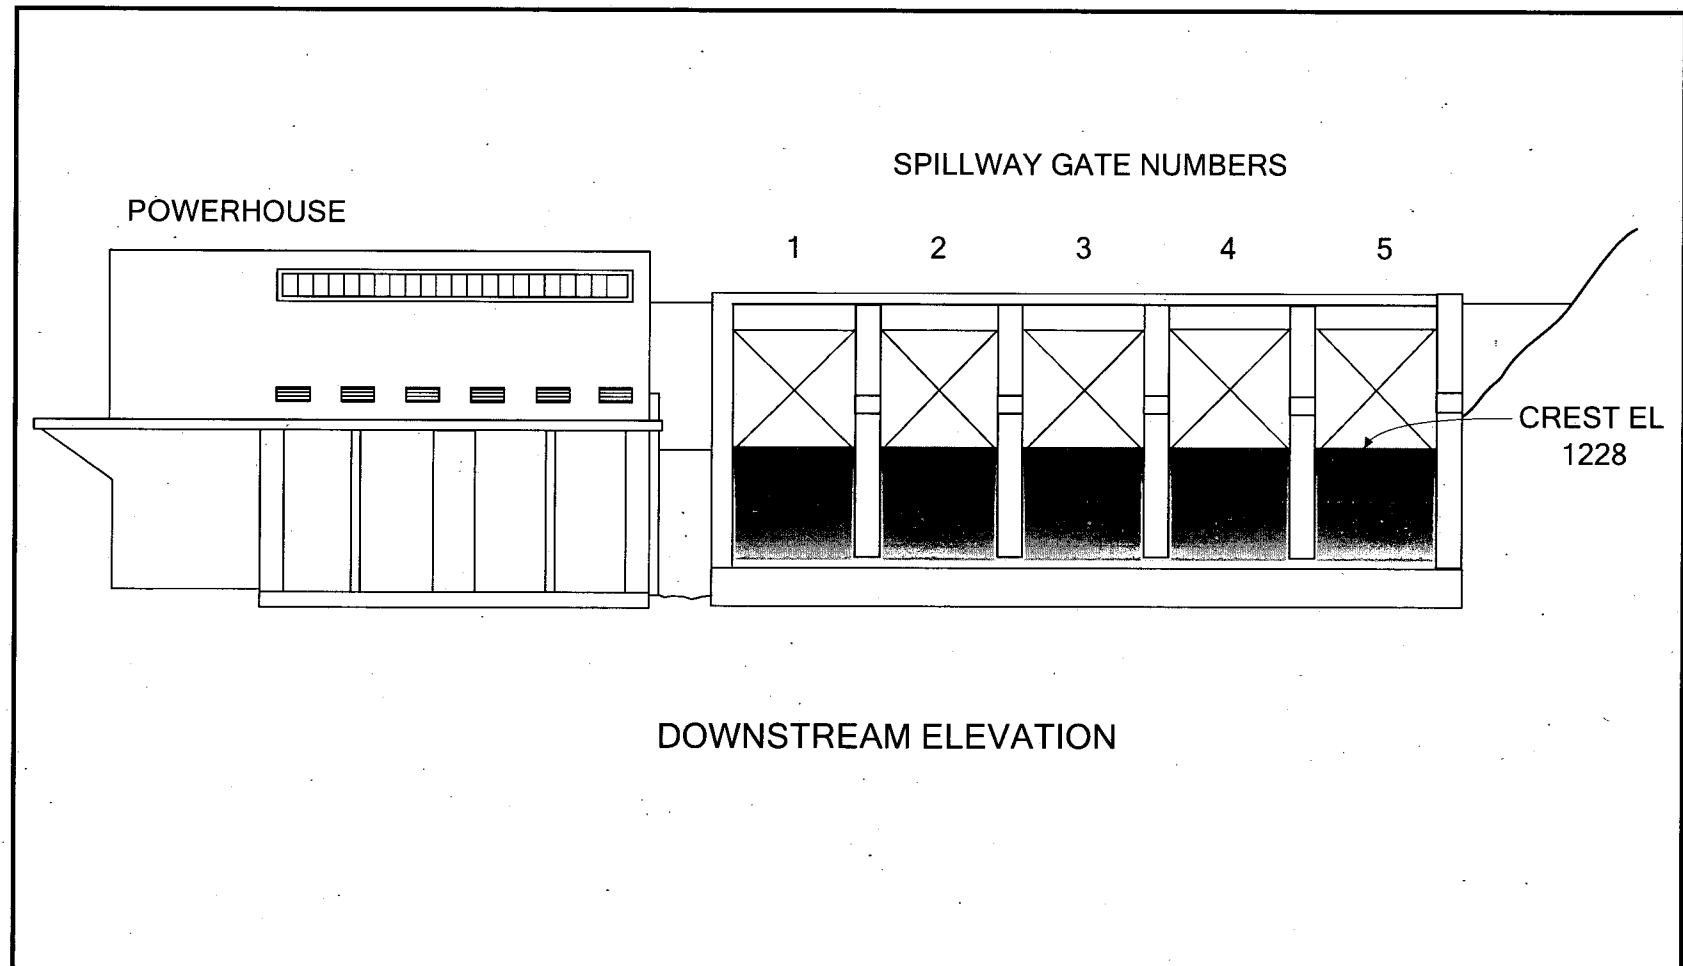 SPILLWAY GATE NUMBERS
POWERHOUSE
1 2 3 4 5
CREST EL
1228
DOWNSTREAM ELEVATION